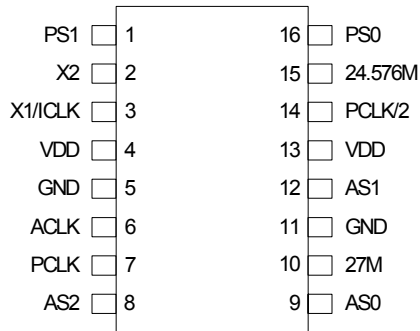 PS1 1 16 PS0
X2 2 15 24.576M
X1/ICLK 3 14 PCLK/2
VDD 4 13 VDD
GND 5 12 AS1
ACLK 6 11 GND
PCLK 7 10 27M
AS2 8 9 AS0